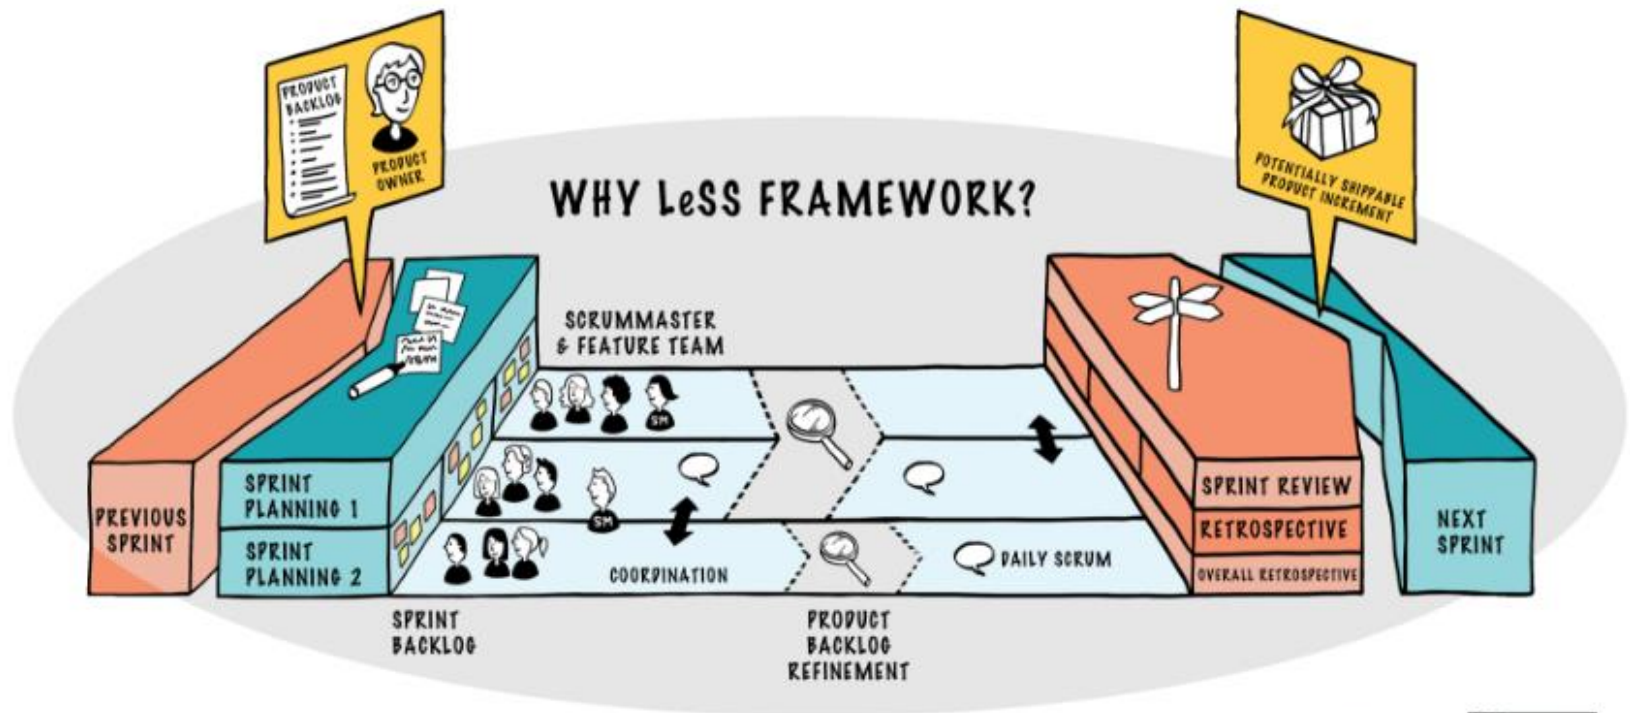 PRODUCT
BACKLOG
PRODUCT
OWNER
POTENTIALLY SHIPPABLE
PRODUCT INCREMENT
WHY LeSS FRAMEWORK?
SCRUMMASTER
& FEATURE TEAM
SM
SM
PREVIOUS
SPRINT
SPRINT
PLANNING 1
SPRINT
PLANNING 2
COORDINATION
DAILY SCRUM
SPRINT REVIEW
RETROSPECTIVE
OVERALL RETROSPECTIVE
NEXT
SPRINT
SPRINT
BACKLOG
PRODUCT
BACKLOG
REFINEMENT